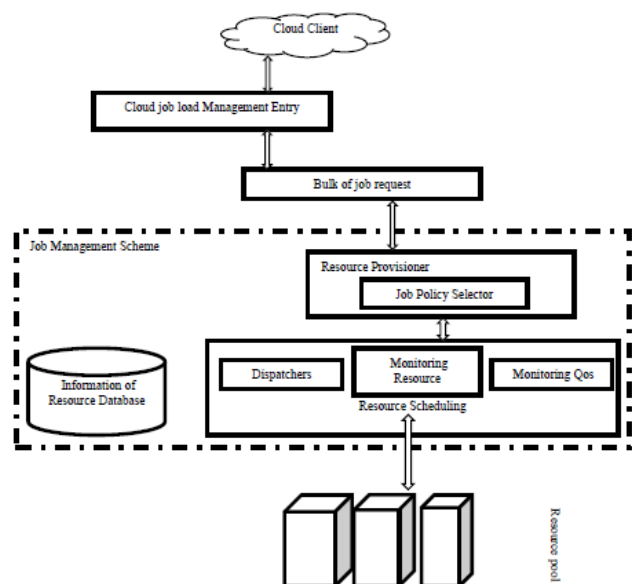 Cloud Client
Cloud job load Management Entry
Bulk of job request
Job Management Scheme
Resource Provisioner
Job Policy Selector
Information of
Resource Database
Dispatchers
Monitoring
Resource
Monitoring Qos
Resource Scheduling
Resource pool